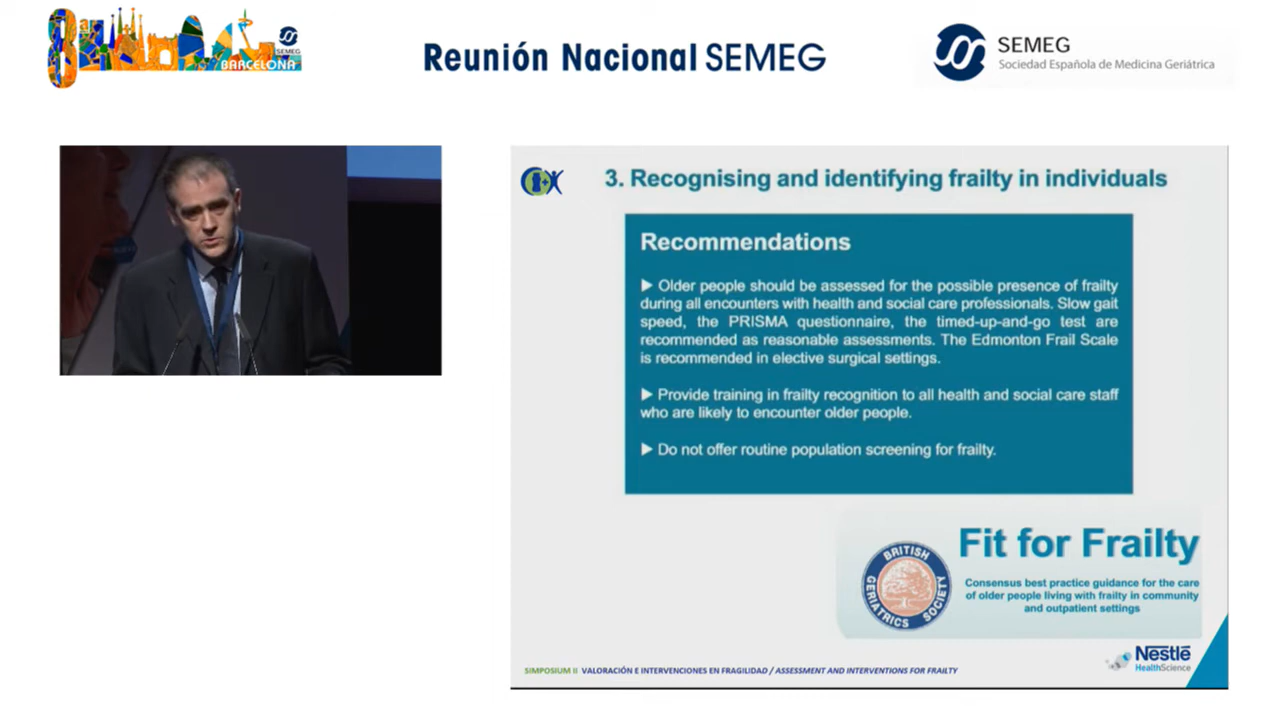 8ª
SEMEG
BARCELONA
Reunión Nacional SEMEG
SEMEG
Sociedad Española de Medicina Geriátrica
3. Recognising and identifying frailty in individuals
Recommendations
▶ Older people should be assessed for the possible presence of frailty
during all encounters with health and social care professionals. Slow gait
speed, the PRISMA questionnaire, the timed-up-and-go test are
recommended as reasonable assessments. The Edmonton Frail Scale
is recommended in elective surgical settings.
▶ Provide training in frailty recognition to all health and social care staff
who are likely to encounter older people.
▶ Do not offer routine population screening for frailty.
BRITISH
GERIATRICS SOCIETY
Fit for Frailty
Consensus best practice guidance for the care
of older people living with frailty in community
and outpatient settings
SIMPOSIUM II VALORACIÓN E INTERVENCIONES EN FRAGILIDAD / ASSESSMENT AND INTERVENTIONS FOR FRAILTY
Nestlé
HealthScience